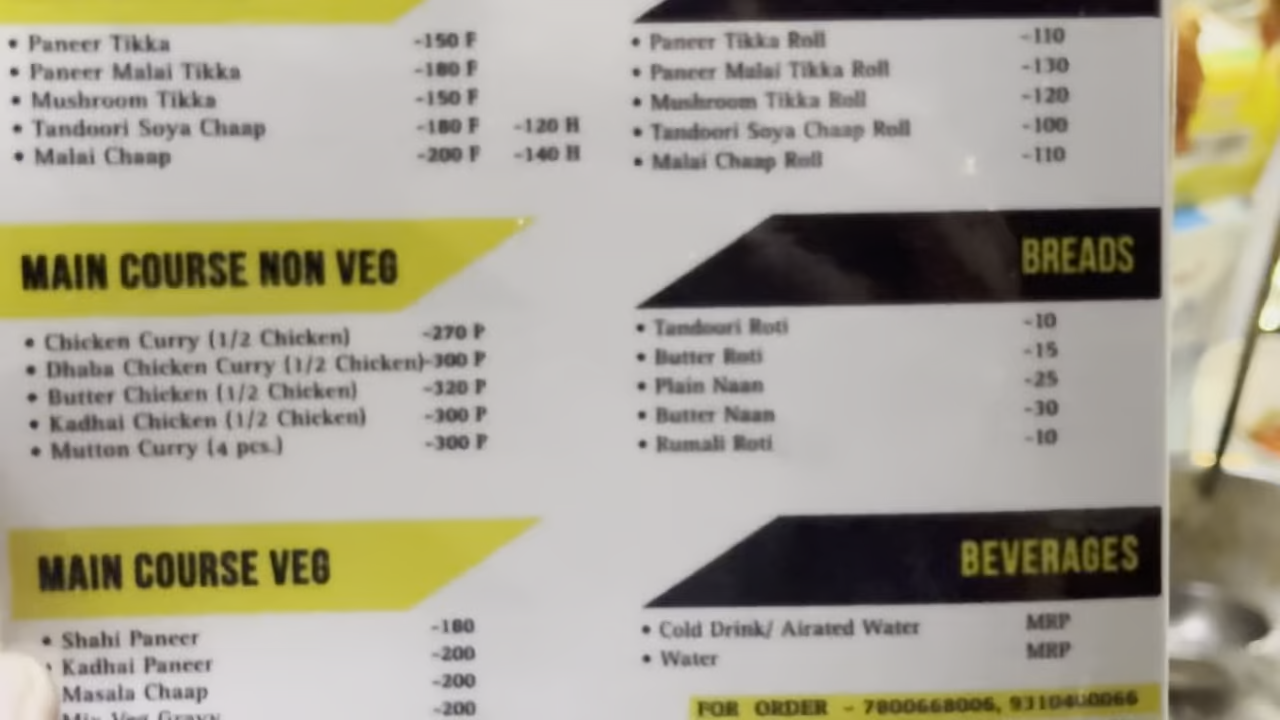 • Paneer Tikka -150 F
• Paneer Malai Tikka -180 F
• Mushroom Tikka -150 F
• Tandoori Soya Chaap -180 F -120 H
• Malai Chaap -200 F -140 H
• Paneer Tikka Roll -110
• Paneer Malai Tikka Roll -130
• Mushroom Tikka Roll -120
• Tandoori Soya Chaap Roll -100
• Malai Chaap Roll -110
MAIN COURSE NON VEG
• Chicken Curry (1/2 Chicken) -270 P
• Dhaba Chicken Curry (1/2 Chicken)-300 P
• Butter Chicken (1/2 Chicken) -320 P
• Kadhai Chicken (1/2 Chicken) -300 P
• Mutton Curry (4 pcs.) -300 P
BREADS
• Tandouri Roti -10
• Butter Roti -15
• Plain Naan -25
• Butter Naan -30
• Rumali Roti -10
MAIN COURSE VEG
• Shahi Paneer -180
• Kadhai Paneer -200
Masala Chaap -200
Mix Veg Gravy -200
BEVERAGES
• Cold Drink/ Airated Water MRP
• Water MRP
FOR ORDER - 7800668006,